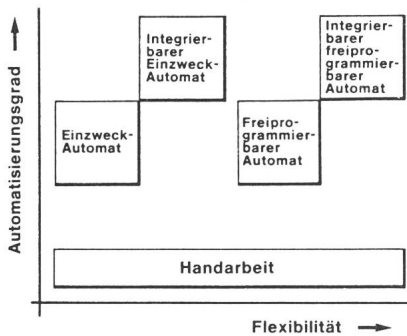 Automatisierungsgrad
Integrier-
barer
Einzweck-
Automat
Integrier-
barer
freipro-
grammier-
barer
Automat
Einzweck-
Automat
Freipro-
grammier-
barer
Automat
Handarbeit
Flexibilität